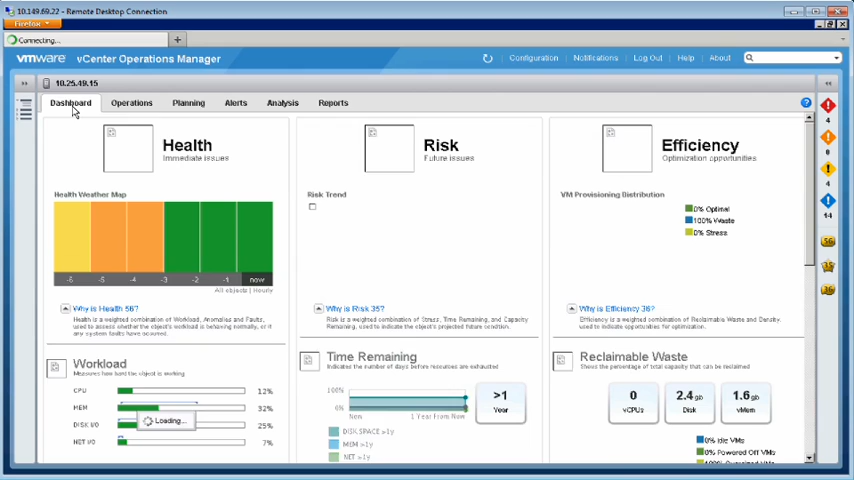 10.149.69.22 - Remote Desktop Connection
Firefox
Connecting...
vmware vCenter Operations Manager
Configuration Notifications Log Out Help About
10.25.49.15
Dashboard Operations Planning Alerts Analysis Reports
Health
Immediate issues
Health Weather Map
-6 -5 -4 -3 -2 -1 now
All objects | Hourly
Why is Health 56?
Health is a weighted combination of Workload, Anomalies and Faults,
used to assess whether the object's workload is behaving normally, or if
any system faults have occured.
Workload
Measures how hard the object is working
CPU 12%
MEM 32%
DISK I/O 25%
NET I/O 7%
Loading...
Risk
Future issues
Risk Trend
Why is Risk 35?
Risk is a weighted combination of Stress, Time Remaining, and Capacity
Remaining, used to indicate the object's projected future condition.
Time Remaining
Indicates the number of days before resources are exhausted
100%
0%
Now 1 Year From Now
>1
Year
DISK SPACE >1y
MEM >1y
NET >1y
Efficiency
Optimization opportunities
VM Provisioning Distribution
0% Optimal
100% Waste
0% Stress
Why is Efficiency 36?
Efficiency is a weighted combination of Reclaimable Waste and Density,
used to indicate opportunities for optimization.
Reclaimable Waste
Shows the percentage of total capacity that can be reclaimed
0
vCPUs
2.4 gb
Disk
1.6 gb
vMem
0% Idle VMs
0% Powered Off VMs
100% Oversized VMs
4
4
14
56
35
36